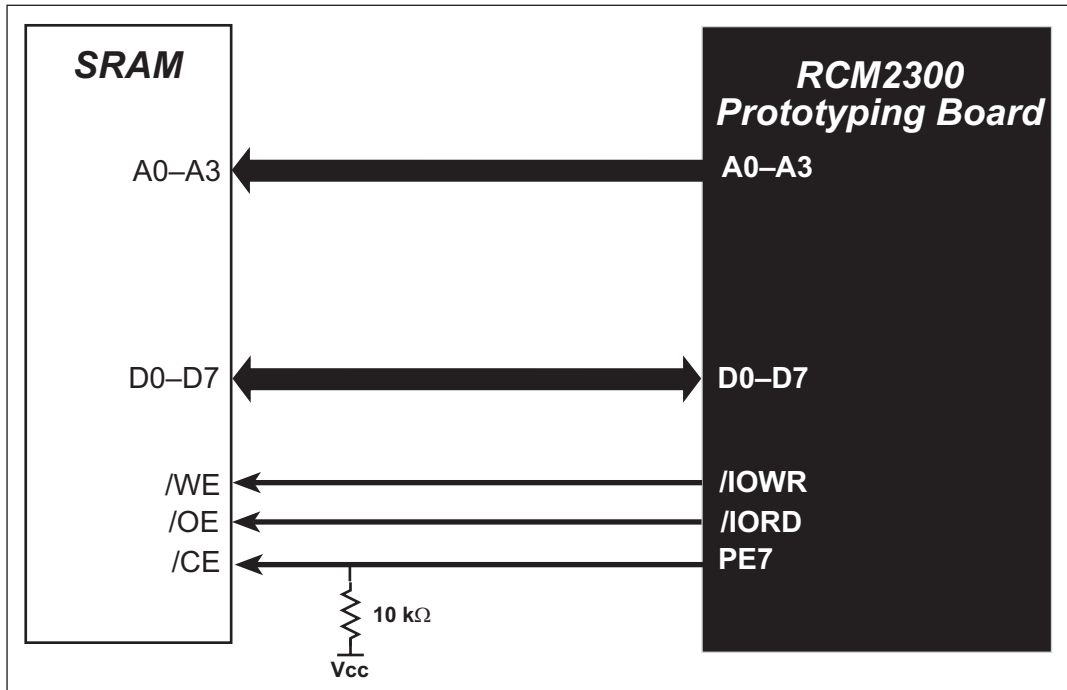 SRAM
A0–A3
D0–D7
/WE
/OE
/CE
RCM2300
Prototyping Board
A0–A3
D0–D7
/IOWR
/IORD
PE7
10 kΩ
Vcc